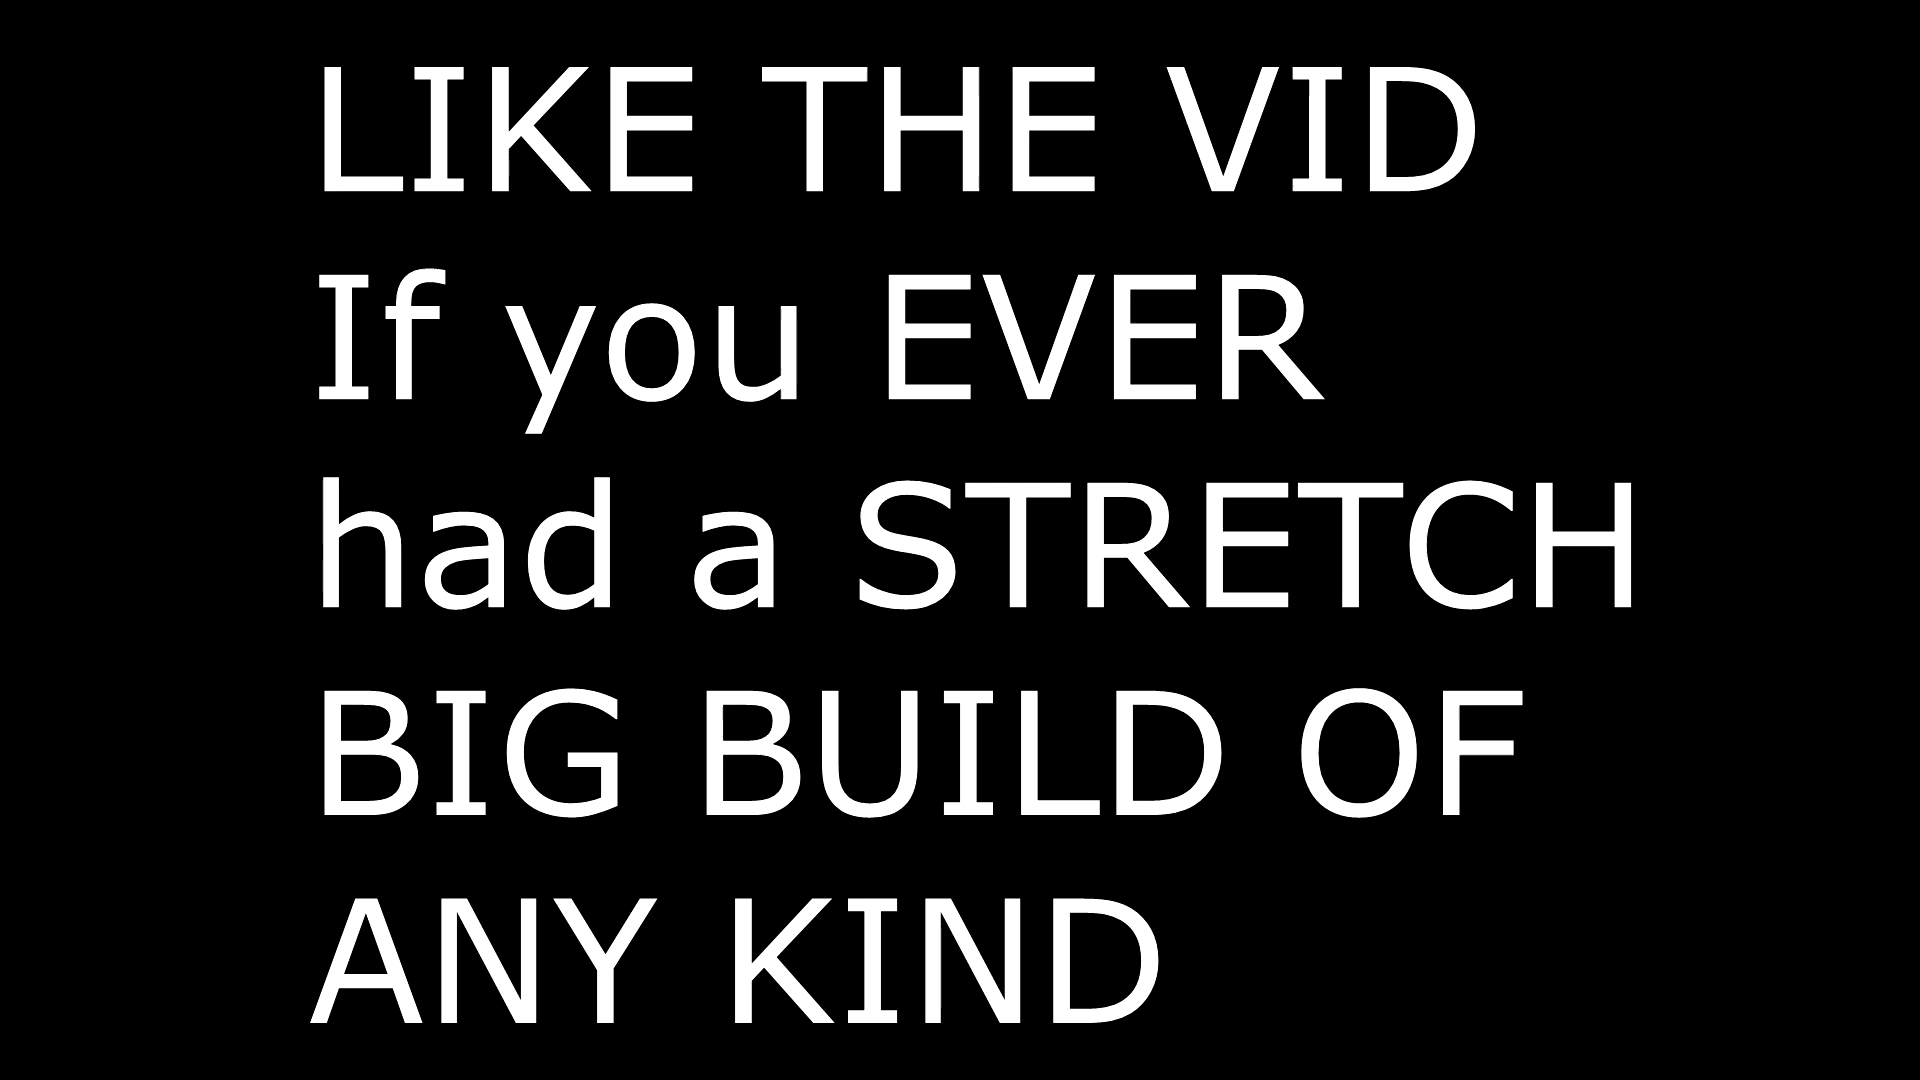 LIKE THE VID
If you EVER
had a STRETCH
BIG BUILD OF
ANY KIND